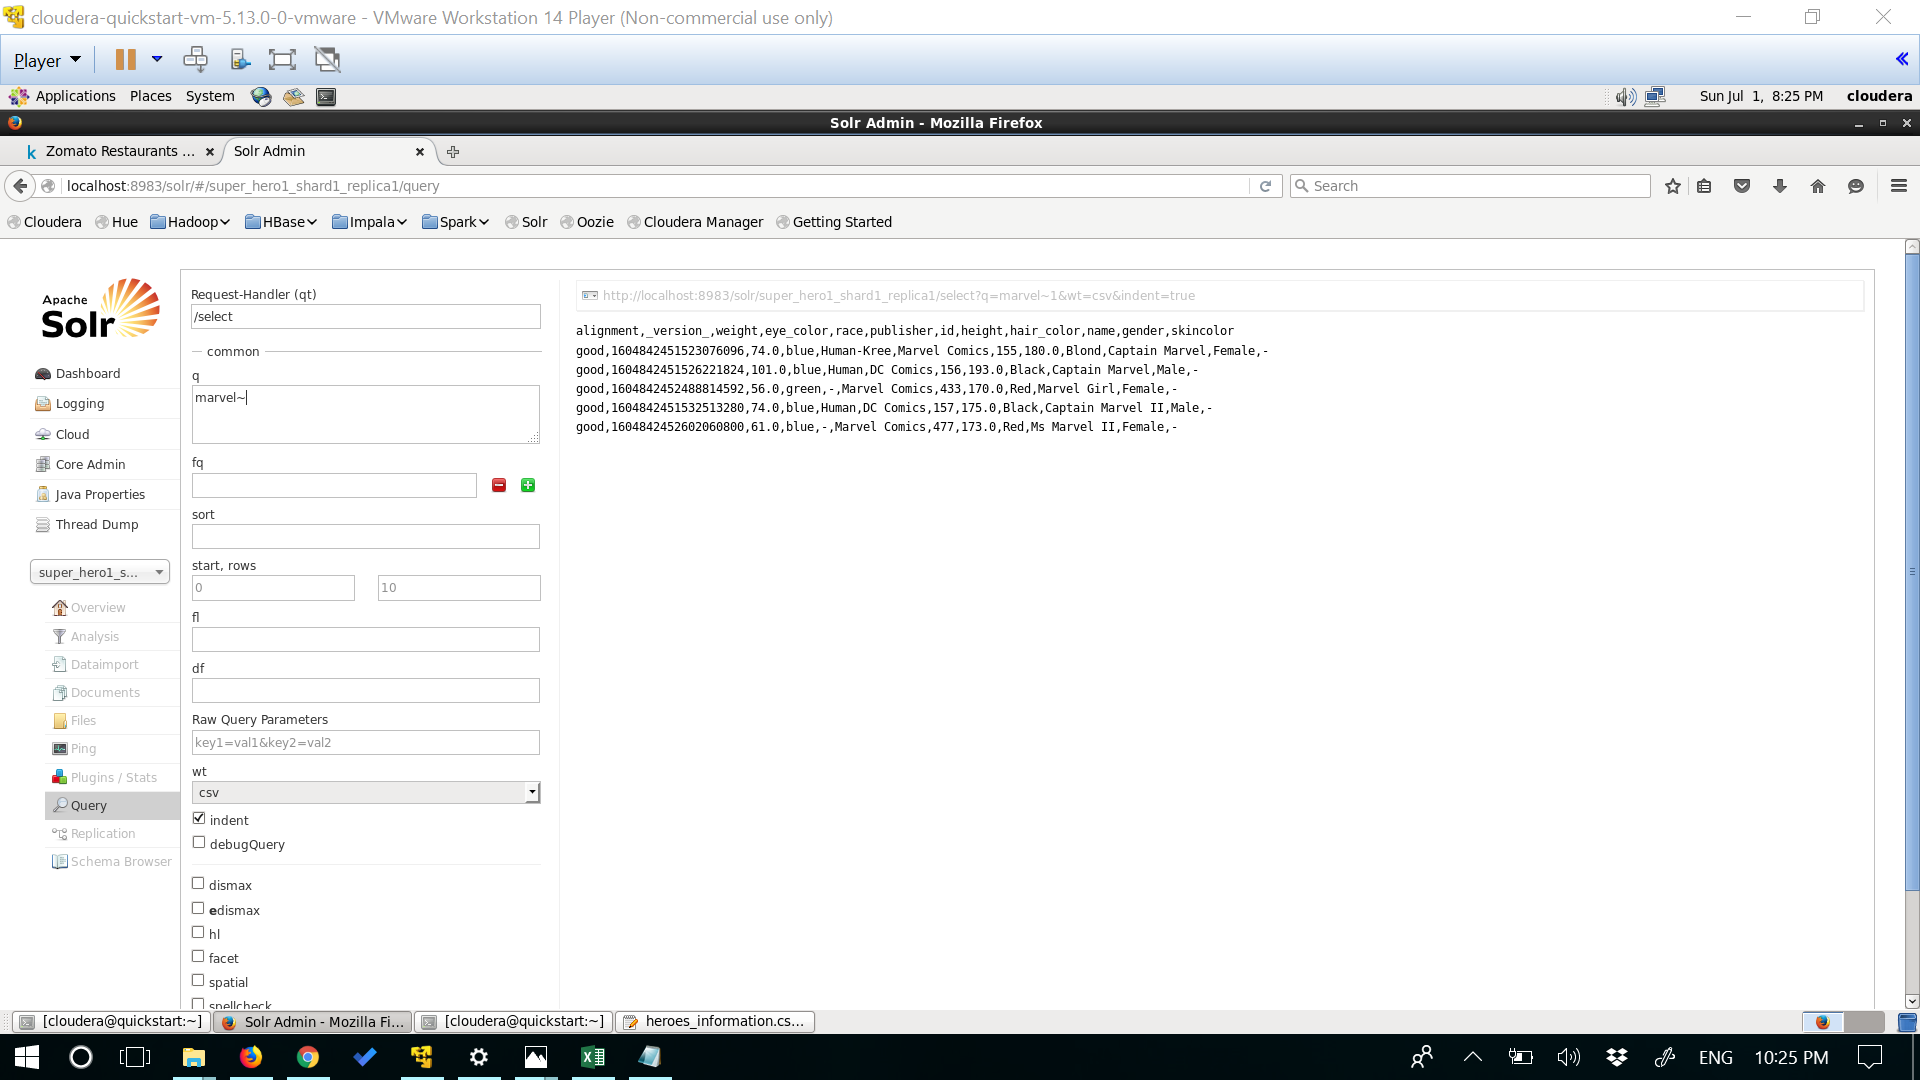 cloudera-quickstart-vm-5.13.0-0-vmware - VMware Workstation 14 Player (Non-commercial use only)
Player
Applications Places System
Sun Jul 1, 8:25 PM cloudera
Solr Admin - Mozilla Firefox
Zomato Restaurants ... Solr Admin
localhost:8983/solr/#/super_hero1_shard1_replica1/query
Search
Cloudera Hue Hadoop HBase Impala Spark Solr Oozie Cloudera Manager Getting Started
Apache
Solr
Dashboard
Logging
Cloud
Core Admin
Java Properties
Thread Dump
super_hero1_s...
Overview
Analysis
Dataimport
Documents
Files
Ping
Plugins / Stats
Query
Replication
Schema Browser
Request-Handler (qt)
/select
common
q
marvel~
fq
sort
start, rows
0 10
fl
df
Raw Query Parameters
key1=val1&key2=val2
wt
csv
indent
debugQuery
dismax
edismax
hl
facet
spatial
spellcheck
http://localhost:8983/solr/super_hero1_shard1_replica1/select?q=marvel~1&wt=csv&indent=true
alignment,_version_,weight,eye_color,race,publisher,id,height,hair_color,name,gender,skincolor
good,1604842451523076096,74.0,blue,Human-Kree,Marvel Comics,155,180.0,Blond,Captain Marvel,Female,-
good,1604842451526221824,101.0,blue,Human,DC Comics,156,193.0,Black,Captain Marvel,Male,-
good,1604842452488814592,56.0,green,-,Marvel Comics,433,170.0,Red,Marvel Girl,Female,-
good,1604842451532513280,74.0,blue,Human,DC Comics,157,175.0,Black,Captain Marvel II,Male,-
good,1604842452602060800,61.0,blue,-,Marvel Comics,477,173.0,Red,Ms Marvel II,Female,-
[cloudera@quickstart:~] Solr Admin - Mozilla Fi... [cloudera@quickstart:~] heroes_information.cs...
ENG 10:25 PM